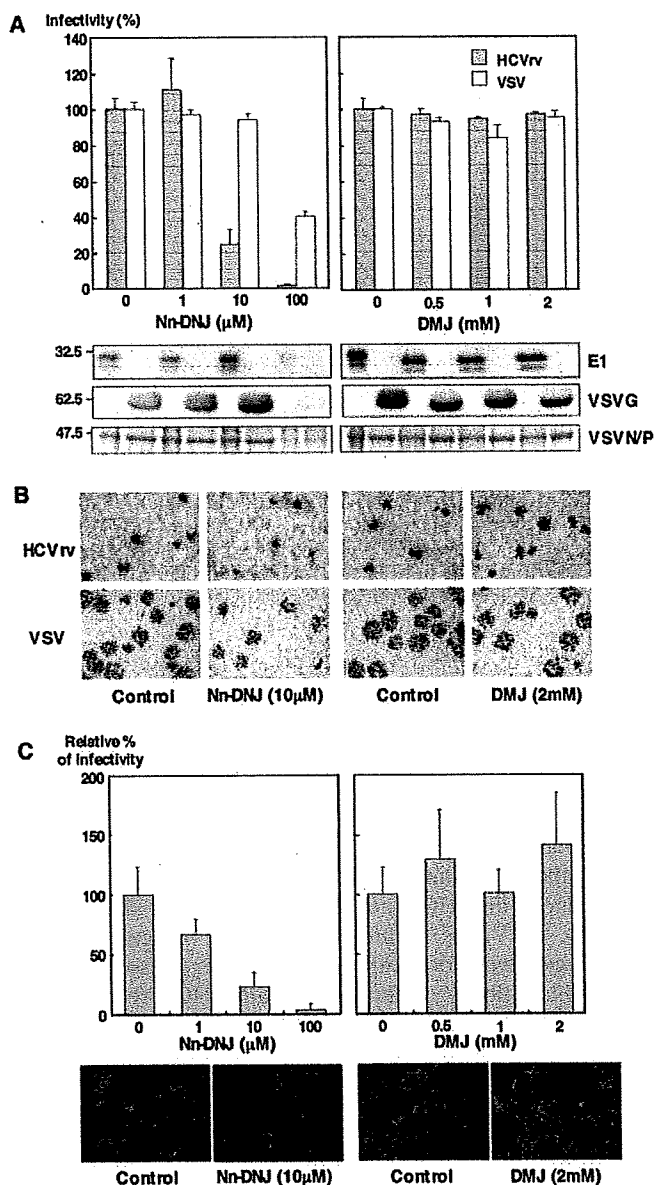 A
Infectivity (%)
140
120
100
80
60
40
20
0
HCVrv
VSV
0 1 10 100
Nn-DNJ (μM)
0 0.5 1 2
DMJ (mM)
32.5
E1
62.5
VSVG
47.5
VSVN/P
B
HCVrv
VSV
Control Nn-DNJ (10μM) Control DMJ (2mM)
C
Relative %
of infectivity
200
150
100
50
0
0 1 10 100
Nn-DNJ (μM)
0 0.5 1 2
DMJ (mM)
Control Nn-DNJ (10μM) Control DMJ (2mM)